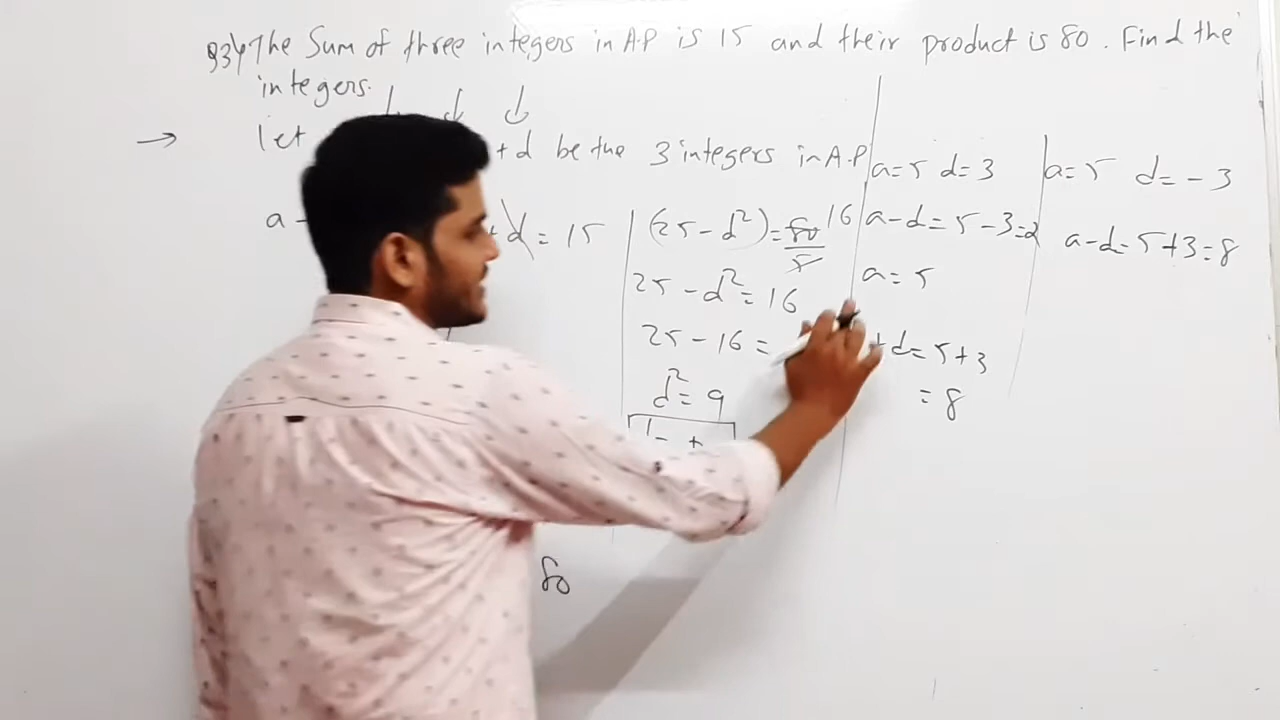 Q34) The Sum of three integers in A.P is 15 and their product is 80. Find the
integers.
→ let +d be the 3 integers in A.P
a - +d = 15
(25 - d²) = 80/5 16
25 - d² = 16
25 - 16 =
d² = 9
80
a = 5 d = 3
a - d = 5 - 3 = 2
a = 5
+d = 5 + 3
= 8
a = 5 d = -3
a - d = 5 + 3 = 8